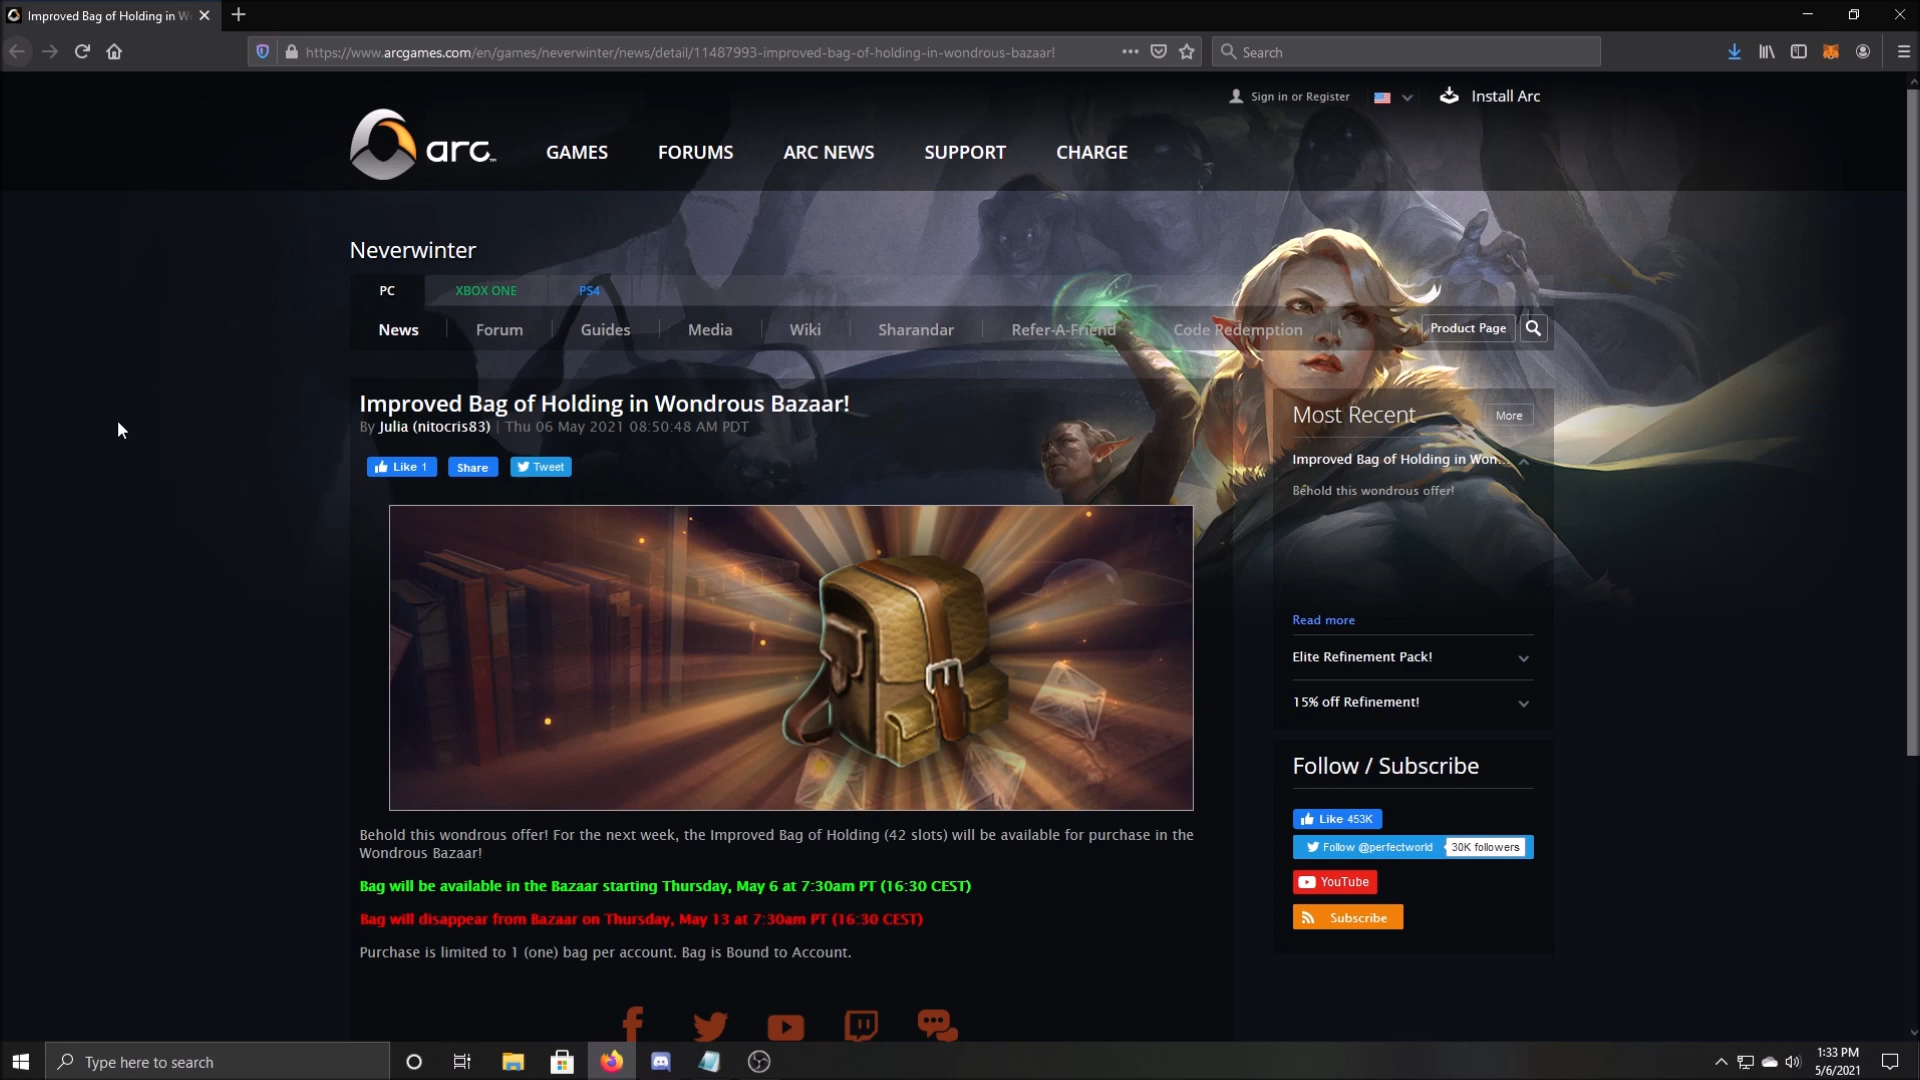 Improved Bag of Holding in W
https://www.arcgames.com/en/games/neverwinter/news/detail/11487993-improved-bag-of-holding-in-wondrous-bazaar!
Search
Sign in or Register
Install Arc
arc
GAMES
FORUMS
ARC NEWS
SUPPORT
CHARGE
Neverwinter
PC
XBOX ONE
PS4
News
Forum
Guides
Media
Wiki
Sharandar
Refer-A-Friend
Code Redemption
Product Page
Improved Bag of Holding in Wondrous Bazaar!
By Julia (nitocris83) | Thu 06 May 2021 08:50:48 AM PDT
Like 1
Share
Tweet
Behold this wondrous offer! For the next week, the Improved Bag of Holding (42 slots) will be available for purchase in the
Wondrous Bazaar!
Bag will be available in the Bazaar starting Thursday, May 6 at 7:30am PT (16:30 CEST)
Bag will disappear from Bazaar on Thursday, May 13 at 7:30am PT (16:30 CEST)
Purchase is limited to 1 (one) bag per account. Bag is Bound to Account.
Most Recent
More
Improved Bag of Holding in Won...
Behold this wondrous offer!
Read more
Elite Refinement Pack!
15% off Refinement!
Follow / Subscribe
Like 453K
Follow @perfectworld
30K followers
YouTube
Subscribe
Type here to search
1:33 PM
5/6/2021